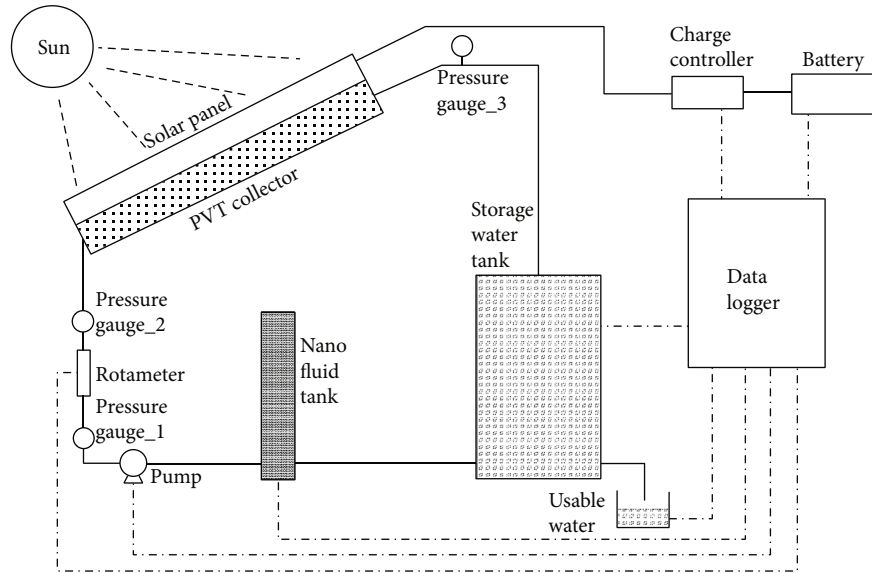 Sun
Solar panel
PVT collector
Pressure
gauge_3
Charge
controller
Battery
Storage
water
tank
Data
logger
Pressure
gauge_2
Nano
fluid
tank
Rotameter
Pressure
gauge_1
Pump
Usable
water